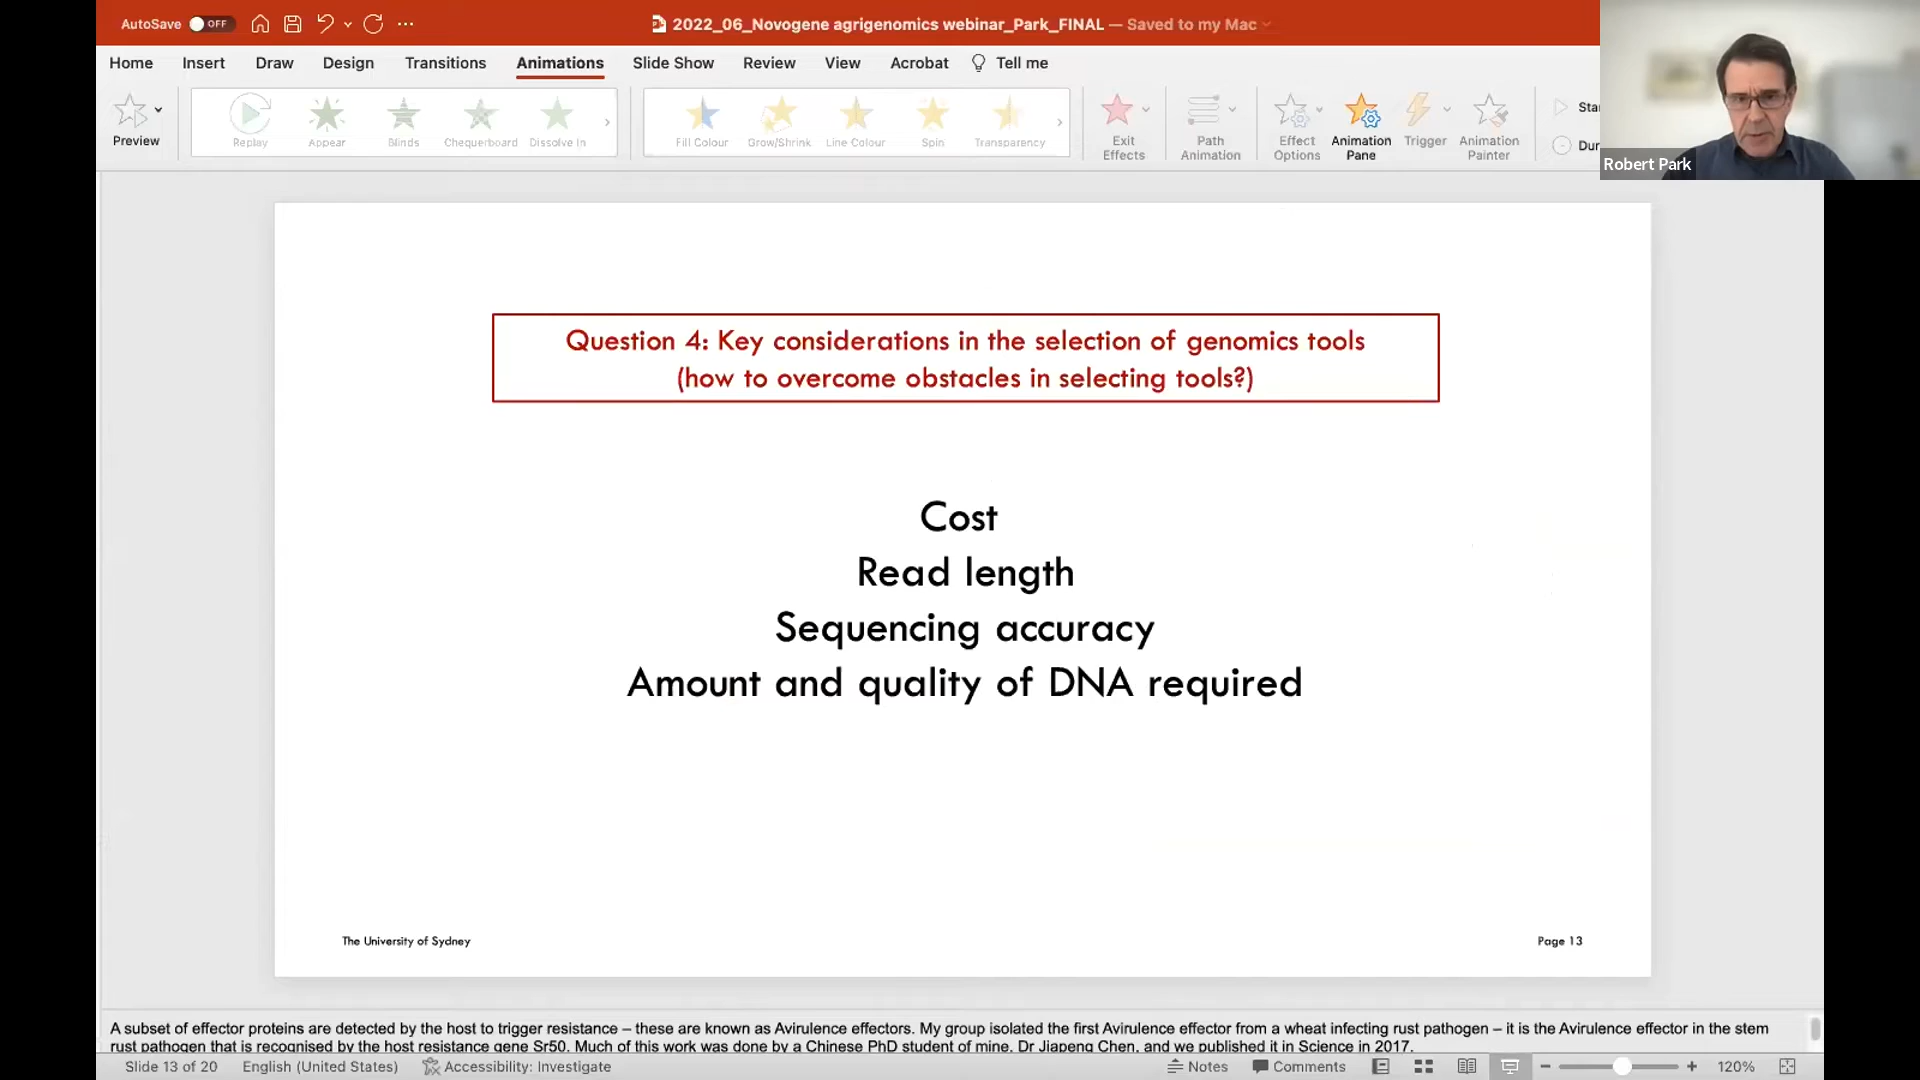 AutoSave OFF
2022_06_Novogene agrigenomics webinar_Park_FINAL — Saved to my Mac
Home Insert Draw Design Transitions Animations Slide Show Review View Acrobat Tell me
Preview
Replay Appear Blinds Chequerboard Dissolve In
Fill Colour Grow/Shrink Line Colour Spin Transparency
Exit Effects
Path Animation
Effect Options
Animation Pane
Trigger
Animation Painter
Robert Park
Question 4: Key considerations in the selection of genomics tools
(how to overcome obstacles in selecting tools?)
Cost
Read length
Sequencing accuracy
Amount and quality of DNA required
The University of Sydney
Page 13
A subset of effector proteins are detected by the host to trigger resistance – these are known as Avirulence effectors. My group isolated the first Avirulence effector from a wheat infecting rust pathogen – it is the Avirulence effector in the stem
rust pathogen that is recognised by the host resistance gene Sr50. Much of this work was done by a Chinese PhD student of mine, Dr Jiapeng Chen, and we published it in Science in 2017.
Slide 13 of 20 English (United States) Accessibility: Investigate Notes Comments 120%